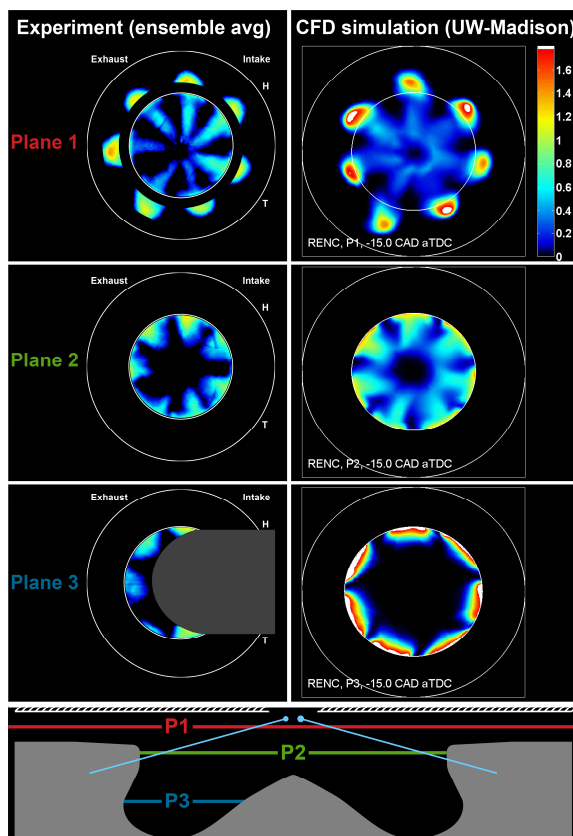 Experiment (ensemble avg)
CFD simulation (UW-Madison)
Exhaust
Intake
H
Plane 1
T
RENC, P1, -15.0 CAD aTDC
1.6
1.4
1.2
1
0.8
0.6
0.4
0.2
0
Exhaust
Intake
H
Plane 2
T
RENC, P2, -15.0 CAD aTDC
Exhaust
Intake
H
Plane 3
T
RENC, P3, -15.0 CAD aTDC
P1
P2
P3